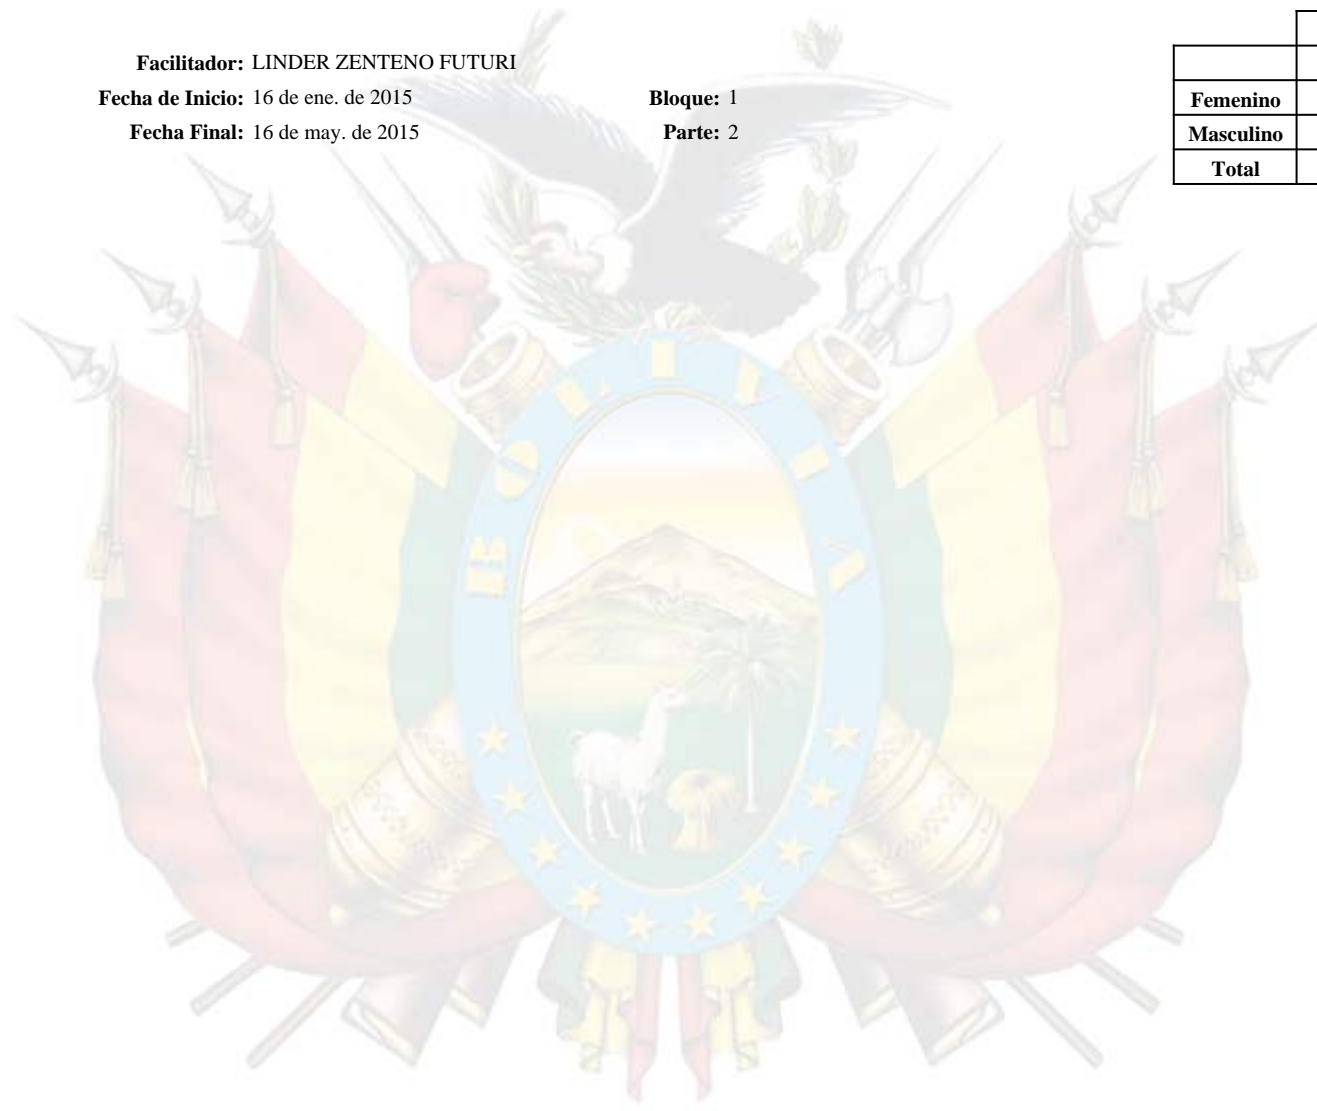 Facilitador: LINDER ZENTENO FUTURI
Fecha de Inicio: 16 de ene. de 2015 Bloque: 1
Fecha Final: 16 de may. de 2015 Parte: 2
Femenino
Masculino
Total
BOLIVIA